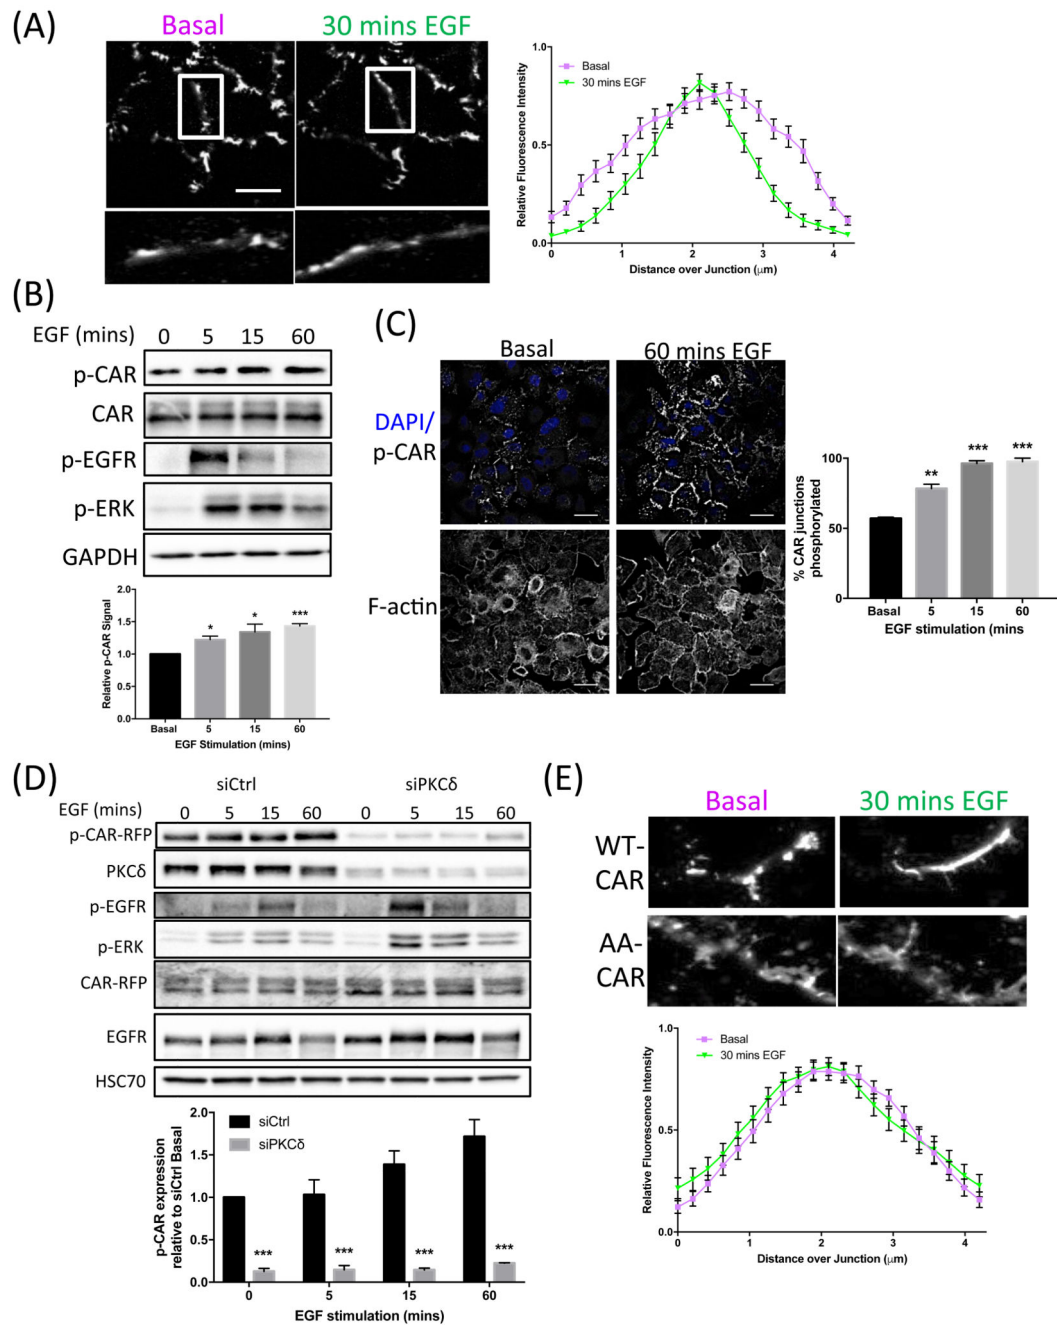 (A)
Basal
30 mins EGF
Relative Fluorescence Intensity
1.0
0.5
0.0
Basal
30 mins EGF
0 1 2 3 4
Distance over Junction (μm)
(B)
EGF (mins) 0 5 15 60
p-CAR
CAR
p-EGFR
p-ERK
GAPDH
Relative p-CAR Signal
2.0
1.5
1.0
0.5
0.0
* * ***
Basal 5 15 60
EGF Stimulation (mins)
(C)
Basal
60 mins EGF
DAPI/
p-CAR
F-actin
% CAR junctions
phosphorylated
100
50
0
** *** ***
Basal 5 15 60
EGF stimulation (mins
(D)
siCtrl siPKCδ
EGF (mins) 0 5 15 60 0 5 15 60
p-CAR-RFP
PKCδ
p-EGFR
p-ERK
CAR-RFP
EGFR
HSC70
p-CAR expression
relative to siCtrl Basal
2.0
1.5
1.0
0.5
0.0
siCtrl
siPKCδ
*** *** *** ***
0 5 15 60
EGF stimulation (mins)
(E)
Basal
30 mins EGF
WT-
CAR
AA-
CAR
Relative Fluorescence Intensity
1.0
0.5
0.0
Basal
30 mins EGF
0 1 2 3 4
Distance over Junction (μm)